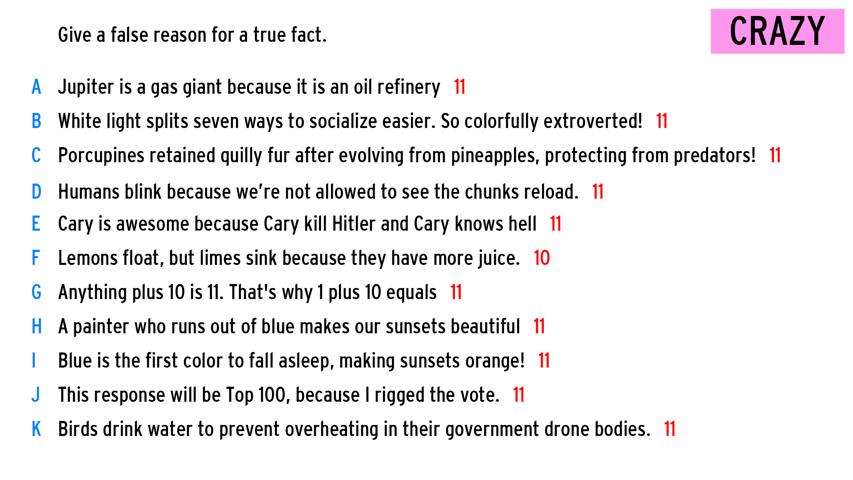 Give a false reason for a true fact.
CRAZY
A Jupiter is a gas giant because it is an oil refinery 11
B White light splits seven ways to socialize easier. So colorfully extroverted! 11
C Porcupines retained quilly fur after evolving from pineapples, protecting from predators! 11
D Humans blink because we're not allowed to see the chunks reload. 11
E Cary is awesome because Cary kill Hitler and Cary knows hell 11
F Lemons float, but limes sink because they have more juice. 10
G Anything plus 10 is 11. That's why 1 plus 10 equals 11
H A painter who runs out of blue makes our sunsets beautiful 11
I Blue is the first color to fall asleep, making sunsets orange! 11
J This response will be Top 100, because I rigged the vote. 11
K Birds drink water to prevent overheating in their government drone bodies. 11